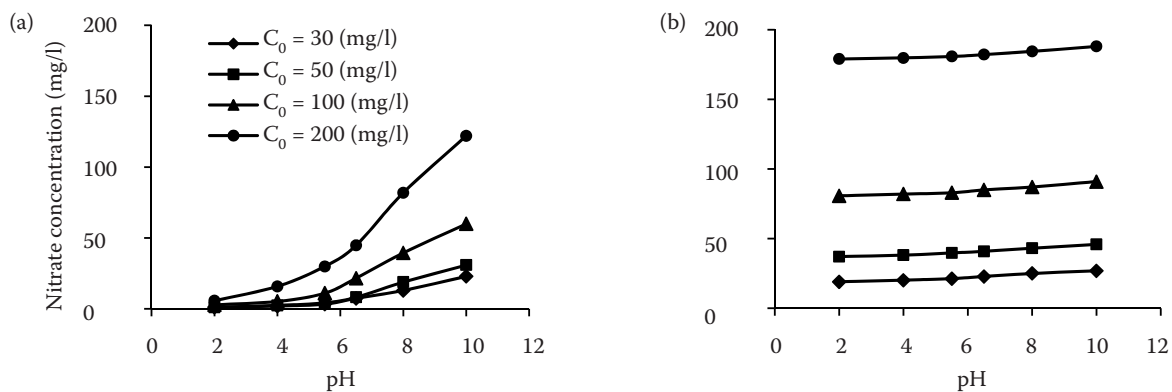 (a)
Nitrate concentration (mg/l)
200
150
100
50
0
C₀ = 30 (mg/l)
C₀ = 50 (mg/l)
C₀ = 100 (mg/l)
C₀ = 200 (mg/l)
0 2 4 6 8 10 12
pH
(b)
200
150
100
50
0
0 2 4 6 8 10 12
pH